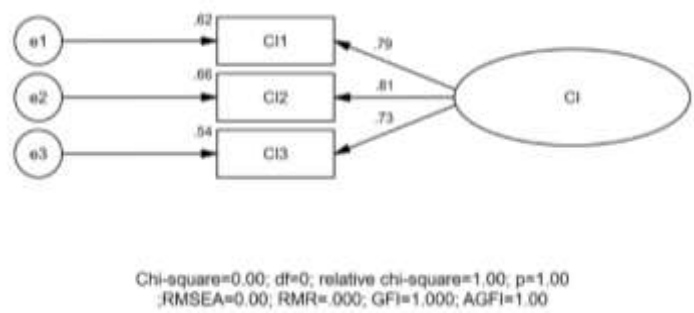 .62
e1
CI1
.79
.66
e2
CI2
.81
CI
.73
.54
e3
CI3
Chi-square=0.00; df=0; relative chi-square=1.00; p=1.00
;RMSEA=0.00; RMR=.000; GFI=1.000; AGFI=1.00